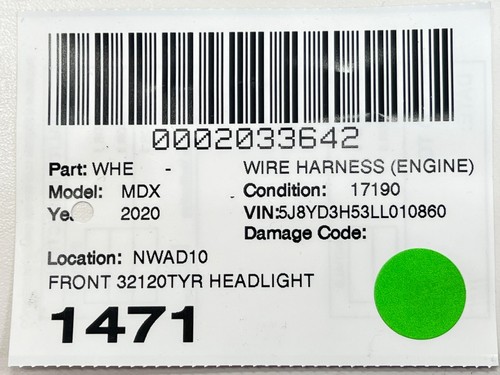 0002033642
Part: WHE - WIRE HARNESS (ENGINE)
Model: MDX Condition: 17190
2020 VIN:5J8YD3H53LL010860
Damage Code:
Location: NWAD10
FRONT 32120TYR HEADLIGHT
1471